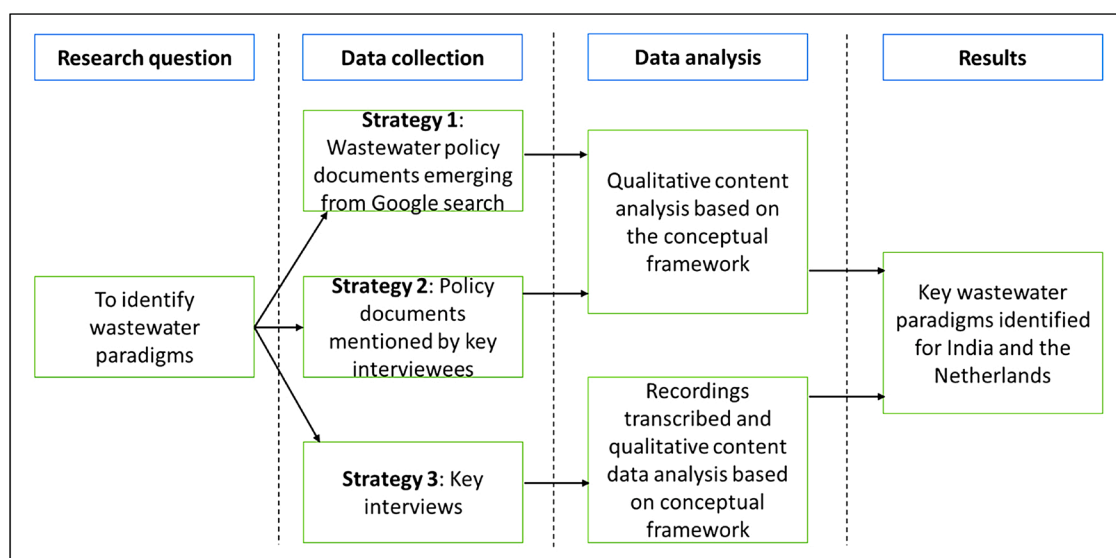 Research question
Data collection
Data analysis
Results
To identify
wastewater
paradigms
Strategy 1:
Wastewater policy
documents emerging
from Google search
Strategy 2: Policy
documents
mentioned by key
interviewees
Strategy 3: Key
interviews
Qualitative content
analysis based on
the conceptual
framework
Recordings
transcribed and
qualitative content
data analysis based
on conceptual
framework
Key wastewater
paradigms identified
for India and the
Netherlands